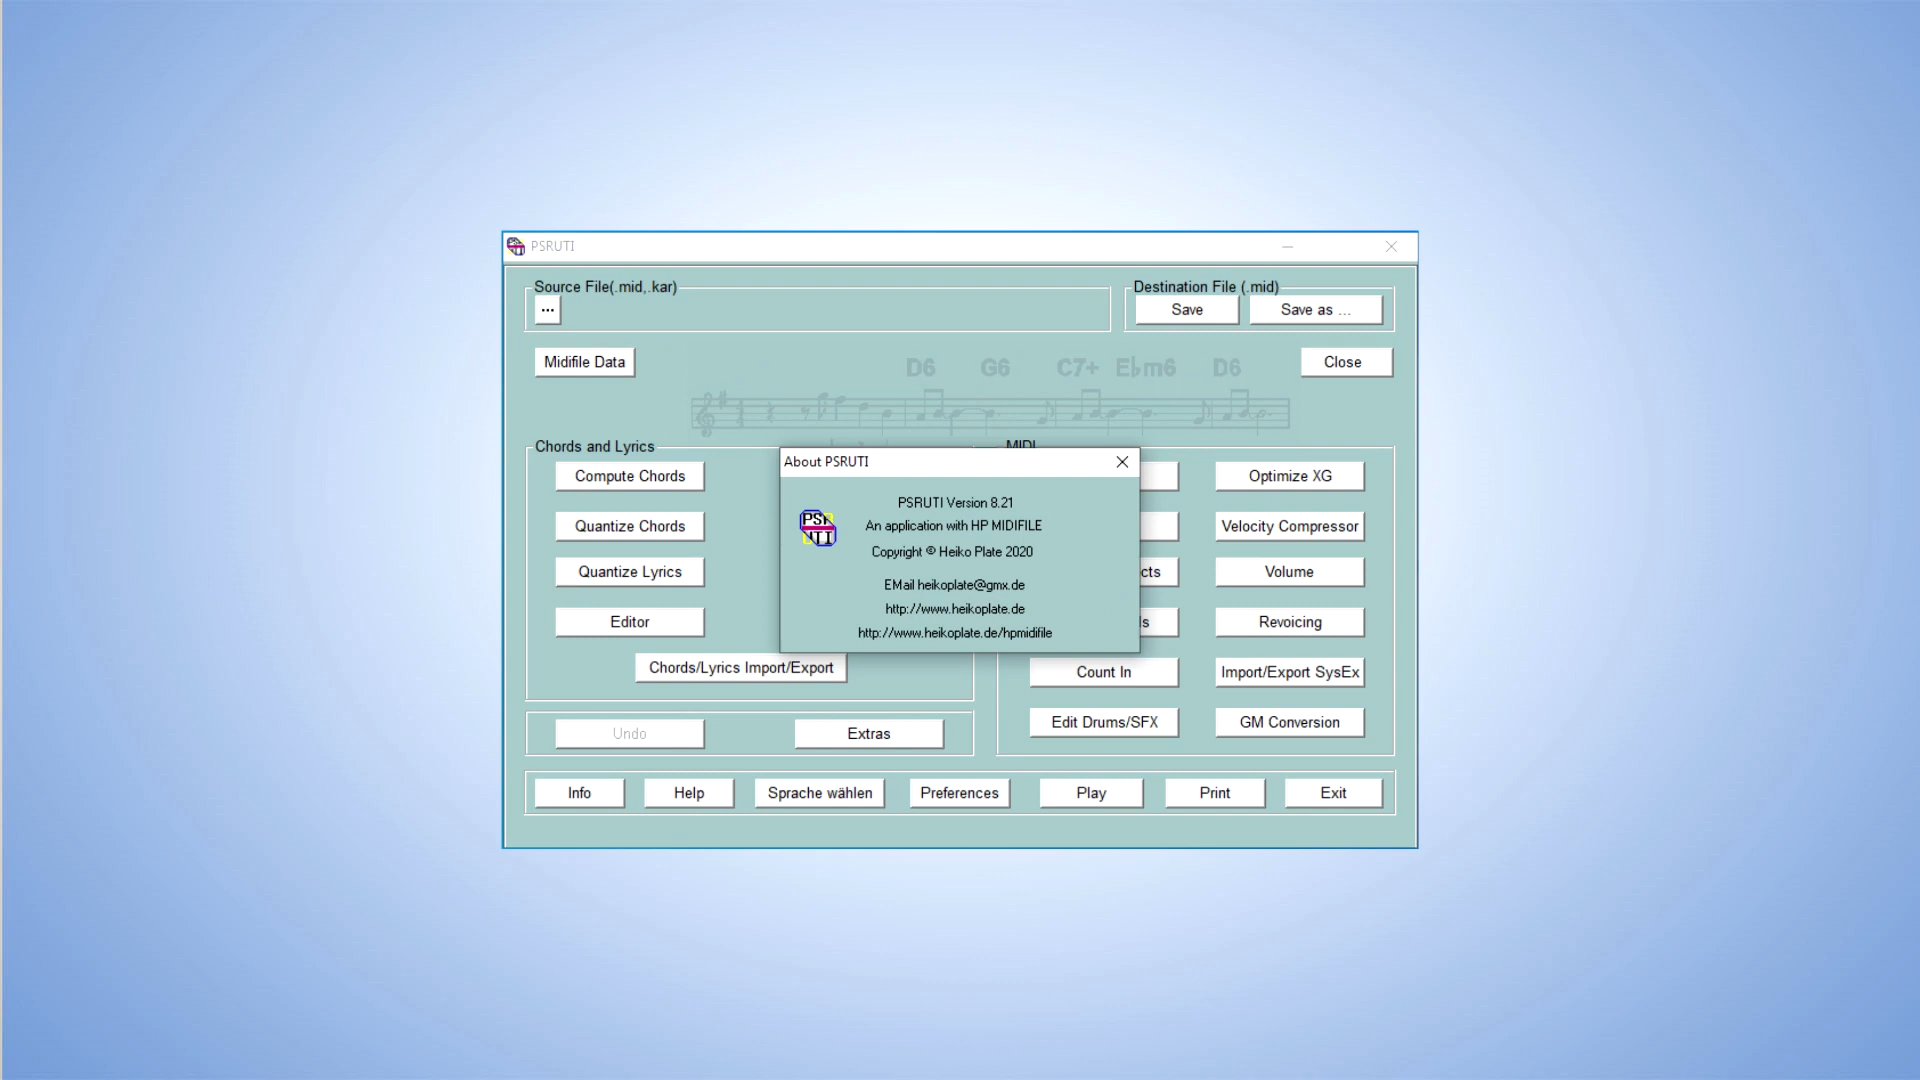 PSRUTI
Source File(.mid,.kar)
...
Destination File (.mid)
Save
Save as ...
Midifile Data
D6 G6 C7+ E♭m6 D6
Close
Chords and Lyrics
Compute Chords
Quantize Chords
Quantize Lyrics
Editor
Chords/Lyrics Import/Export
MIDI
Optimize XG
Velocity Compressor
cts
Volume
ls
Revoicing
Count In
Import/Export SysEx
Edit Drums/SFX
GM Conversion
About PSRUTI
PSRUTI
PSRUTI Version 8.21
An application with HP MIDIFILE
Copyright © Heiko Plate 2020
EMail heikoplate@gmx.de
http://www.heikoplate.de
http://www.heikoplate.de/hpmidifile
Undo
Extras
Info
Help
Sprache wählen
Preferences
Play
Print
Exit